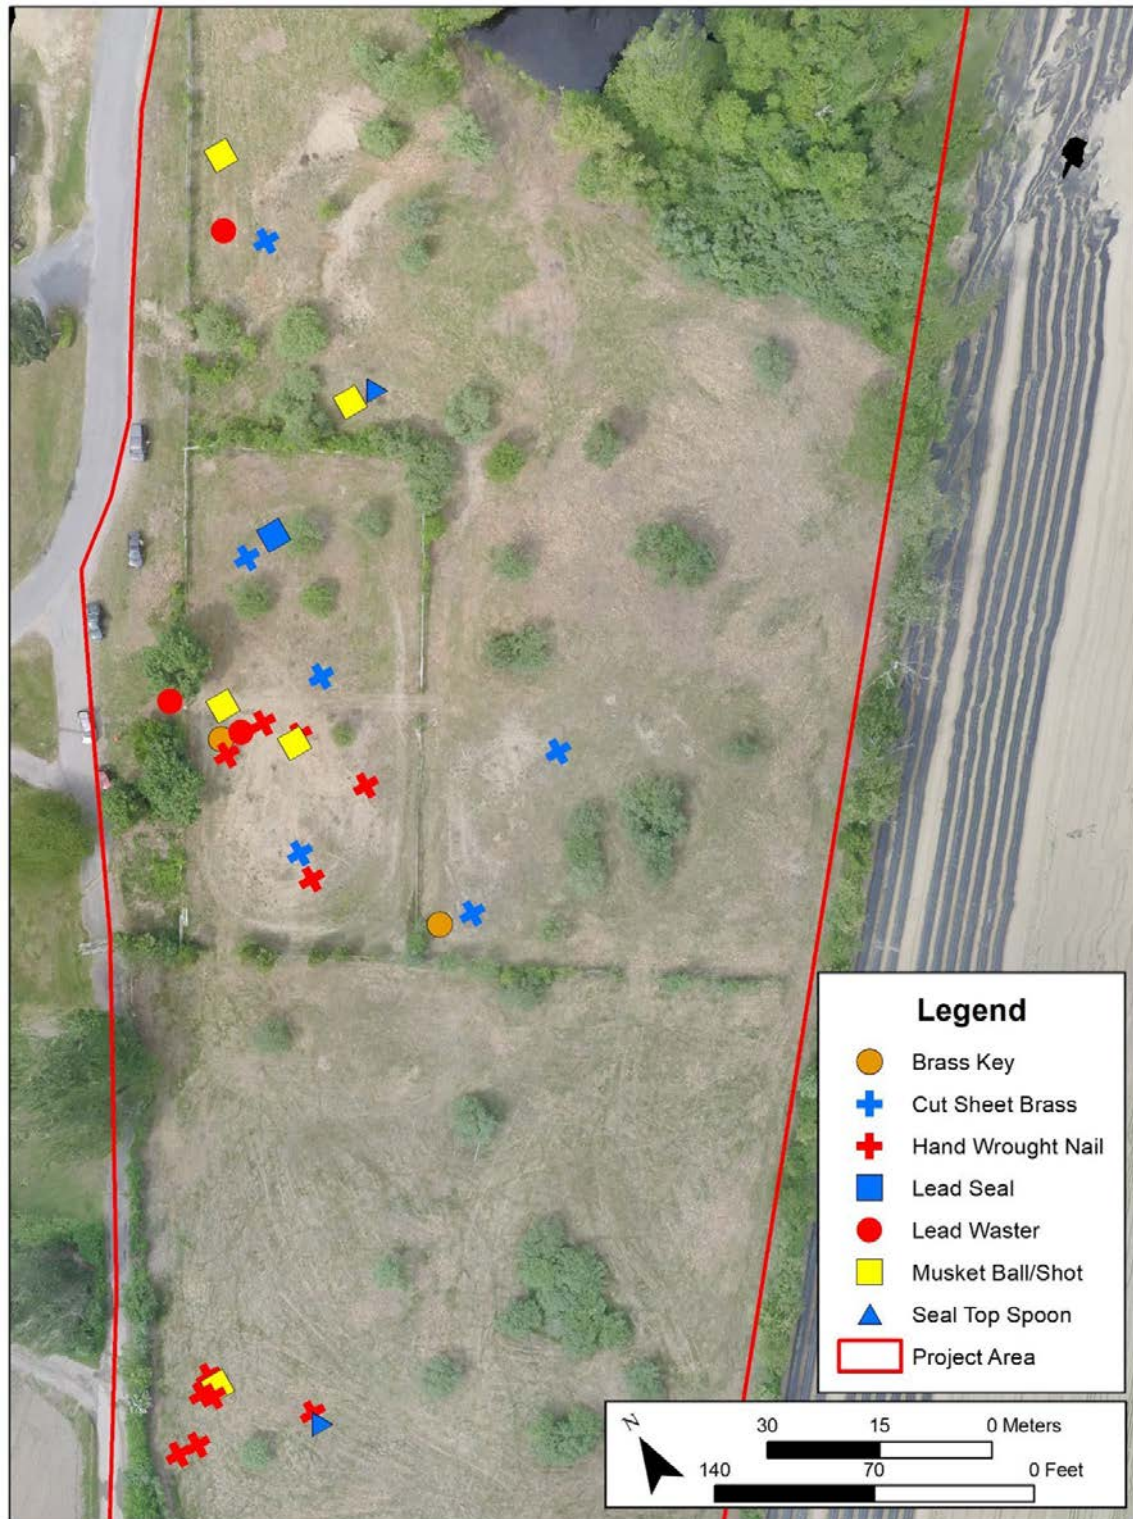 Legend
Brass Key
Cut Sheet Brass
Hand Wrought Nail
Lead Seal
Lead Waster
Musket Ball/Shot
Seal Top Spoon
Project Area
N
30 15 0 Meters
140 70 0 Feet